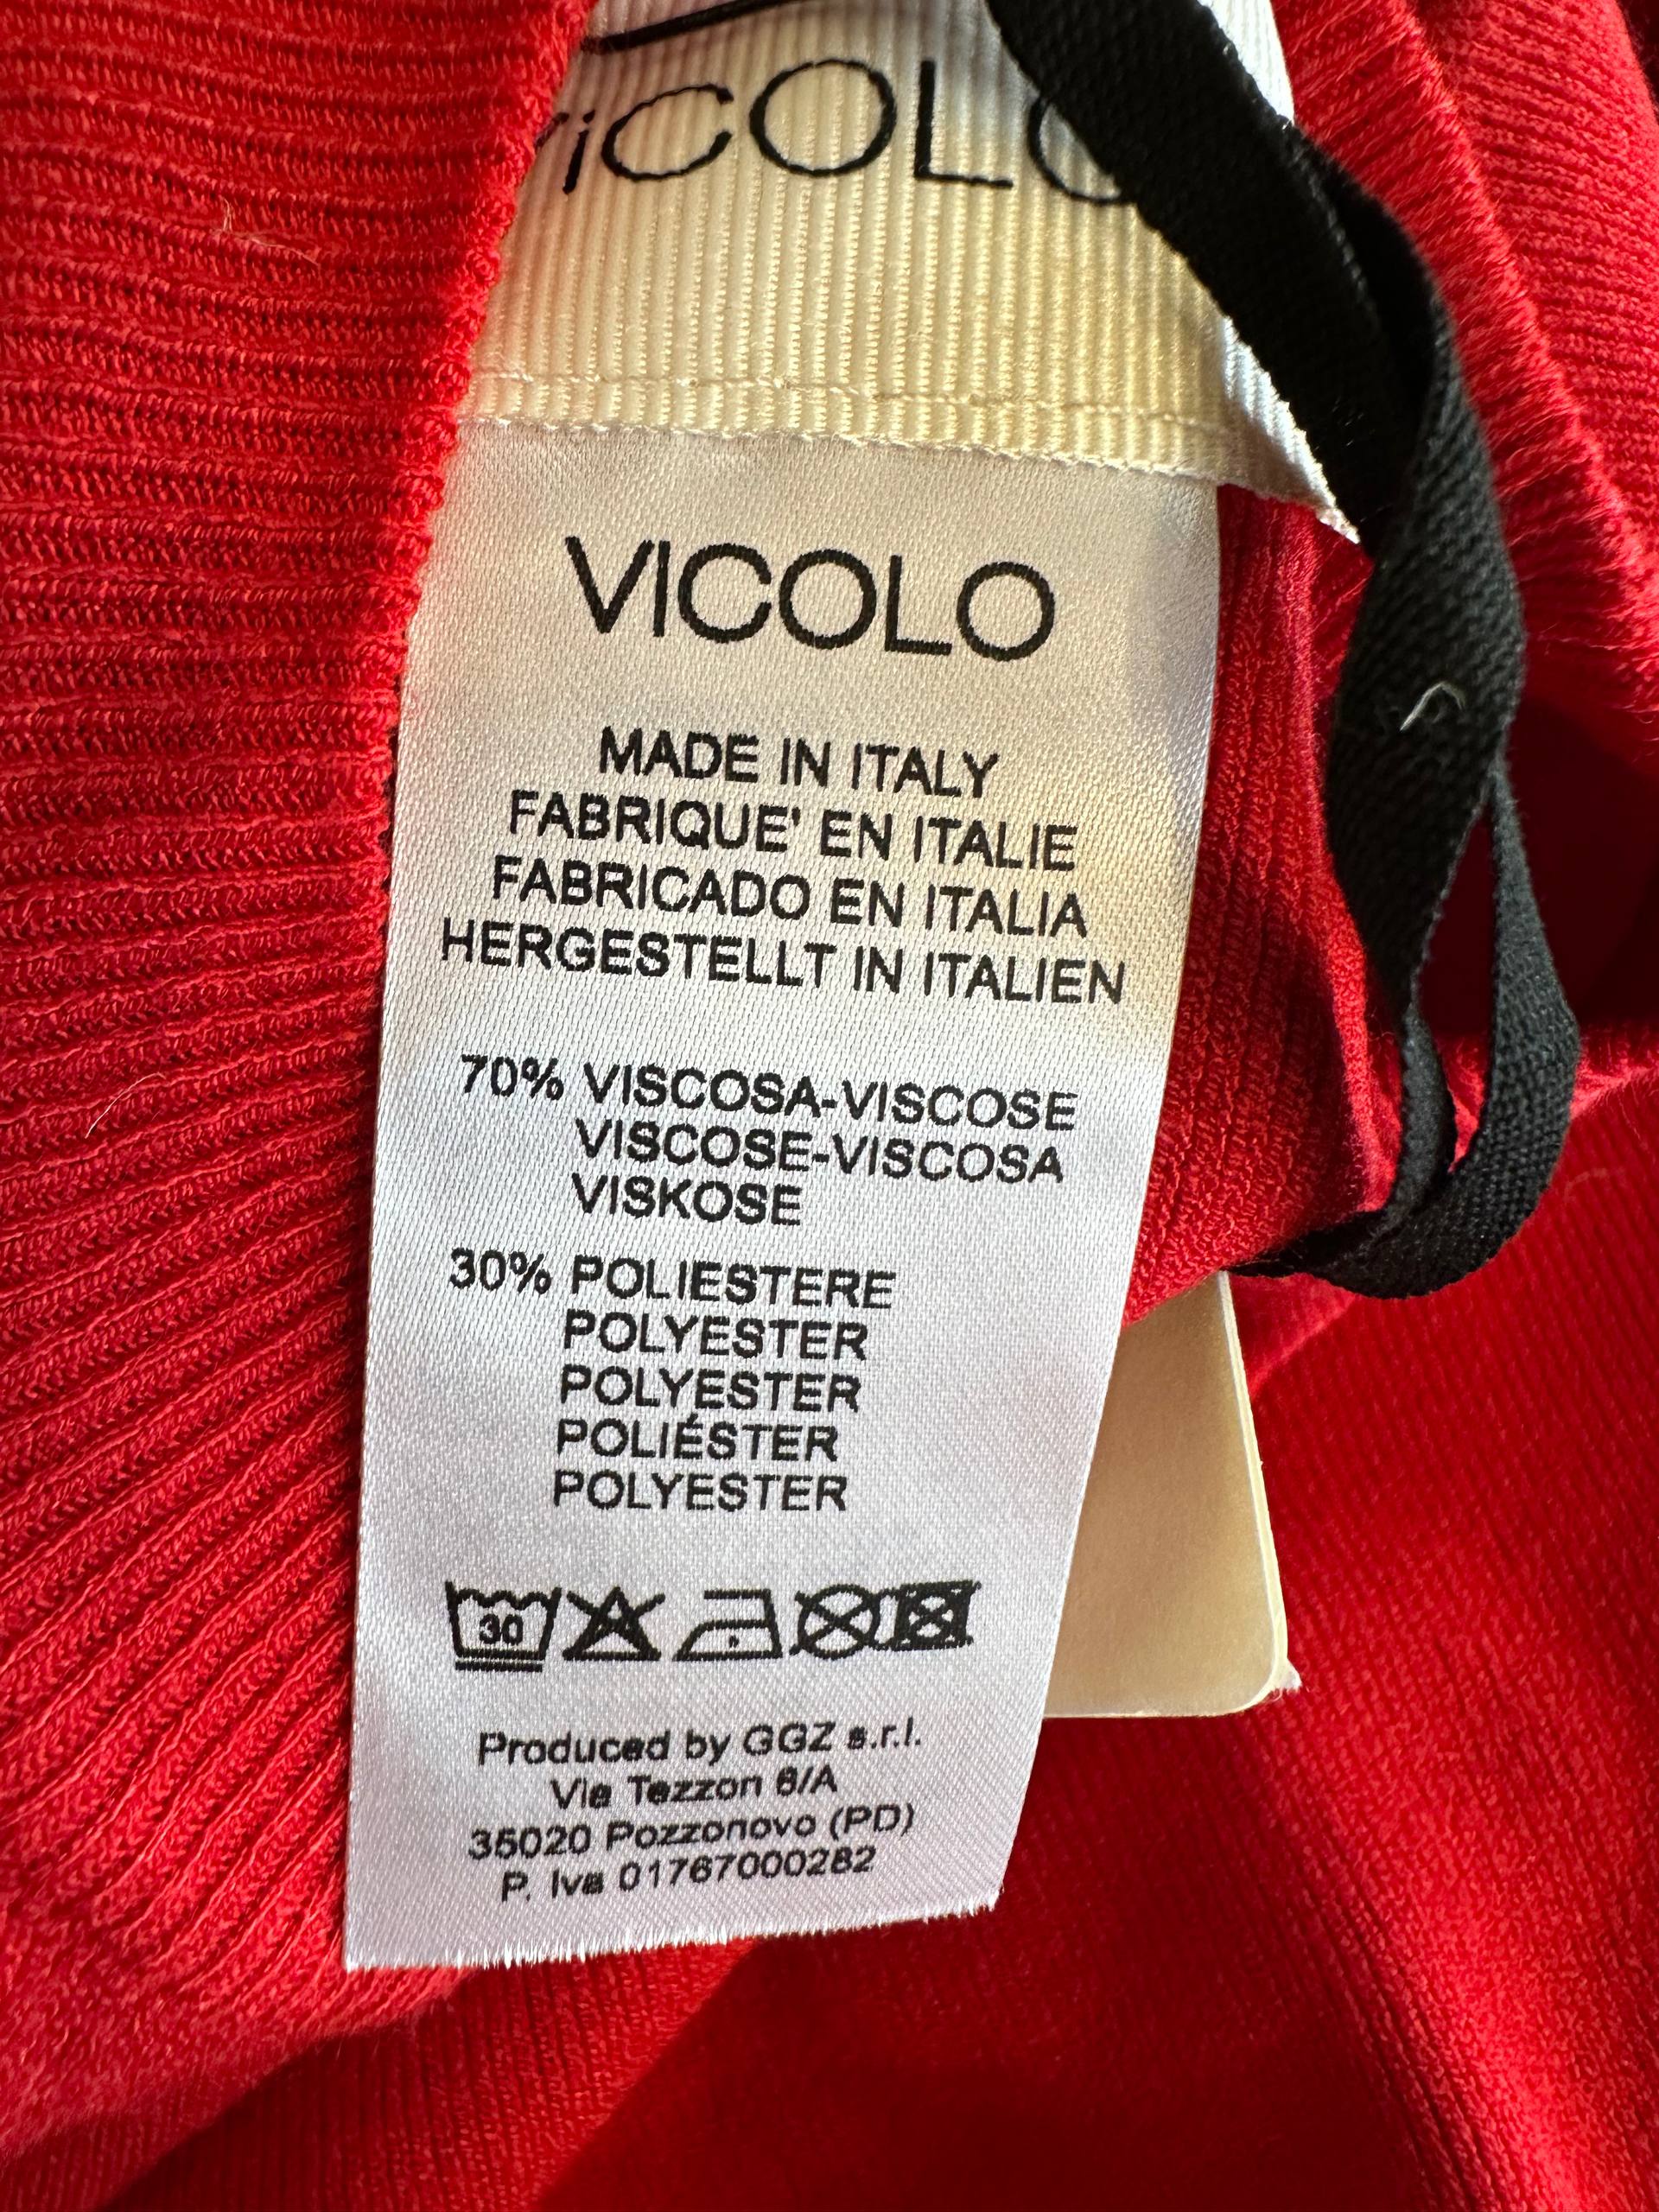 ViCOLO
VICOLO
MADE IN ITALY
FABRIQUE' EN ITALIE
FABRICADO EN ITALIA
HERGESTELLT IN ITALIEN
70% VISCOSA-VISCOSE
VISCOSE-VISCOSA
VISKOSE
30% POLIESTERE
POLYESTER
POLYESTER
POLIÉSTER
POLYESTER
30
Produced by GGZ s.r.l.
Via Tezzon 6/A
35020 Pozzonovo (PD)
P. Iva 01767000282